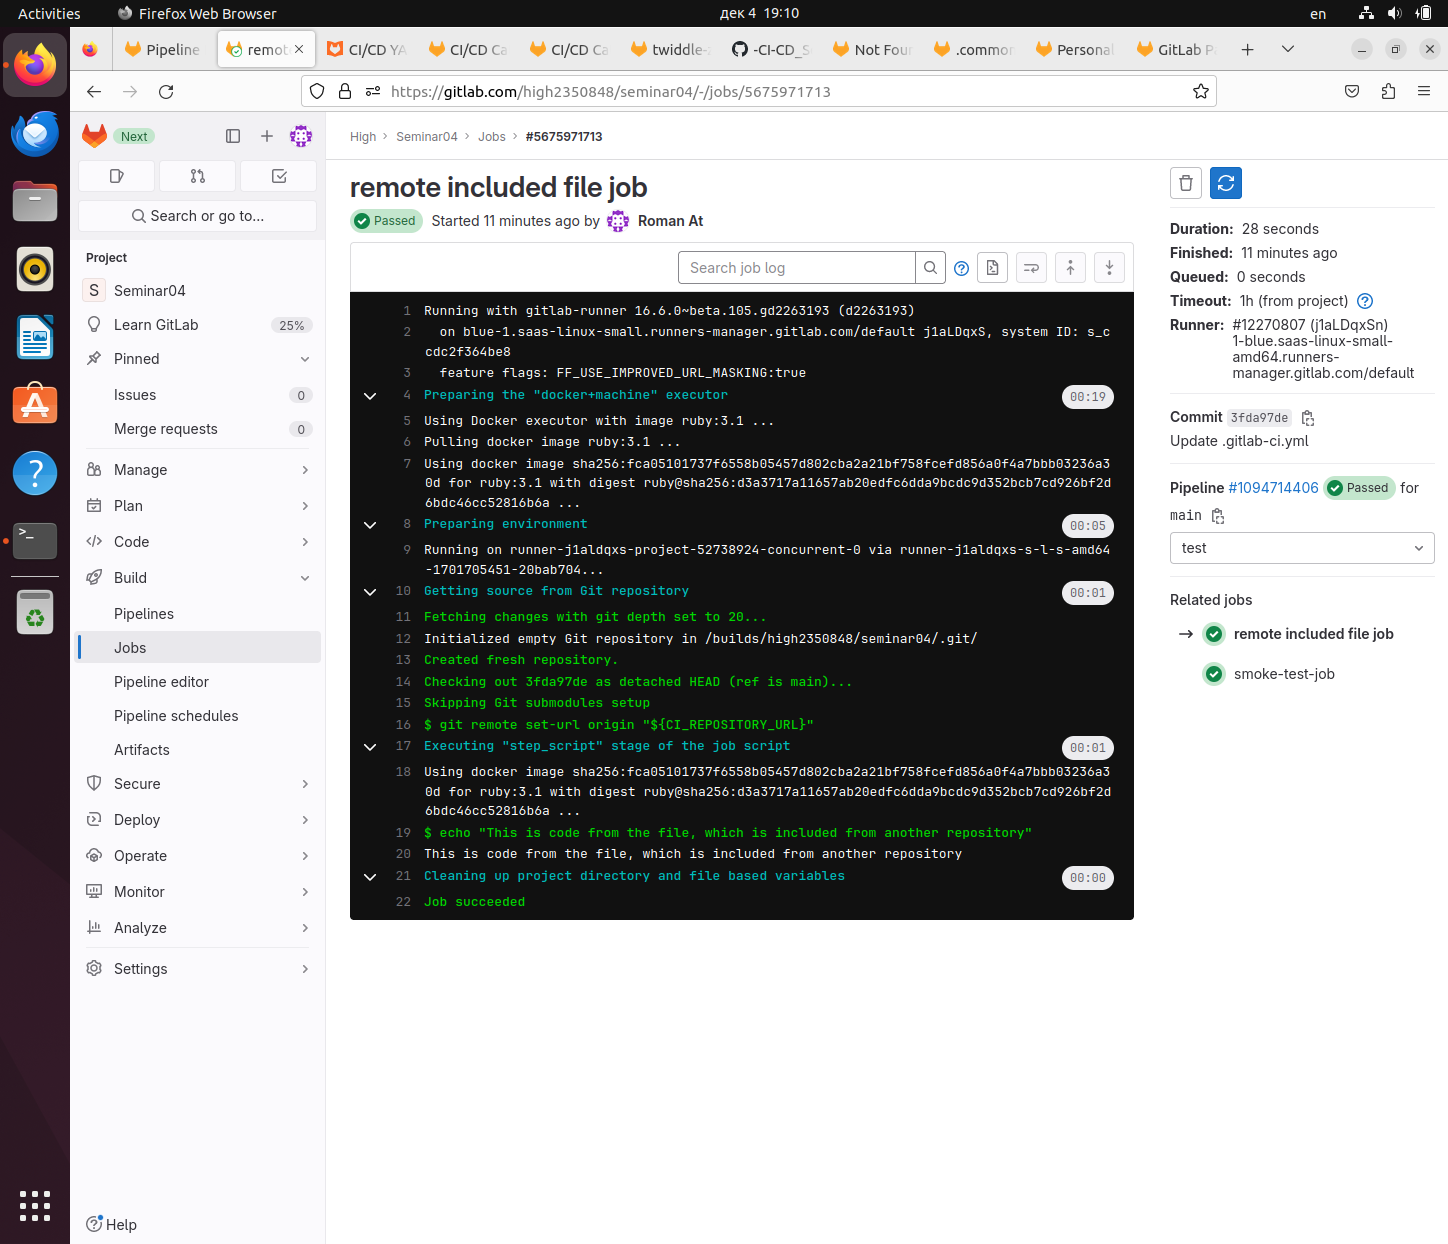 Activities
Firefox Web Browser
дек 4 19:10
en
Pipeline
remot
CI/CD YA
CI/CD Ca
CI/CD Ca
twiddle-
-CI-CD_S
Not Foun
.common
Personal
GitLab P
https://gitlab.com/high2350848/seminar04/-/jobs/5675971713
Next
Search or go to...
Project
S Seminar04
Learn GitLab 25%
Pinned
Issues 0
Merge requests 0
Manage
Plan
Code
Build
Pipelines
Jobs
Pipeline editor
Pipeline schedules
Artifacts
Secure
Deploy
Operate
Monitor
Analyze
Settings
Help
High > Seminar04 > Jobs > #5675971713
remote included file job
Passed Started 11 minutes ago by Roman At
Search job log
1 Running with gitlab-runner 16.6.0~beta.105.gd2263193 (d2263193)
2 on blue-1.saas-linux-small.runners-manager.gitlab.com/default j1aLDqxS, system ID: s_c
cdc2f364be8
3 feature flags: FF_USE_IMPROVED_URL_MASKING:true
4 Preparing the "docker+machine" executor 00:19
5 Using Docker executor with image ruby:3.1 ...
6 Pulling docker image ruby:3.1 ...
7 Using docker image sha256:fca05101737f6558b05457d802cba2a21bf758fcefd856a0f4a7bbb03236a3
0d for ruby:3.1 with digest ruby@sha256:d3a3717a11657ab20edfc6dda9bcdc9d352bcb7cd926bf2d
6bdc46cc52816b6a ...
8 Preparing environment 00:05
9 Running on runner-j1aldqxs-project-52738924-concurrent-0 via runner-j1aldqxs-s-l-s-amd64
-1701705451-20bab704...
10 Getting source from Git repository 00:01
11 Fetching changes with git depth set to 20...
12 Initialized empty Git repository in /builds/high2350848/seminar04/.git/
13 Created fresh repository.
14 Checking out 3fda97de as detached HEAD (ref is main)...
15 Skipping Git submodules setup
16 $ git remote set-url origin "${CI_REPOSITORY_URL}"
17 Executing "step_script" stage of the job script 00:01
18 Using docker image sha256:fca05101737f6558b05457d802cba2a21bf758fcefd856a0f4a7bbb03236a3
0d for ruby:3.1 with digest ruby@sha256:d3a3717a11657ab20edfc6dda9bcdc9d352bcb7cd926bf2d
6bdc46cc52816b6a ...
19 $ echo "This is code from the file, which is included from another repository"
20 This is code from the file, which is included from another repository
21 Cleaning up project directory and file based variables 00:00
22 Job succeeded
Duration: 28 seconds
Finished: 11 minutes ago
Queued: 0 seconds
Timeout: 1h (from project)
Runner: #12270807 (j1aLDqxSn)
1-blue.saas-linux-small-
amd64.runners-
manager.gitlab.com/default
Commit 3fda97de
Update .gitlab-ci.yml
Pipeline #1094714406 Passed for
main
test
Related jobs
→ remote included file job
smoke-test-job